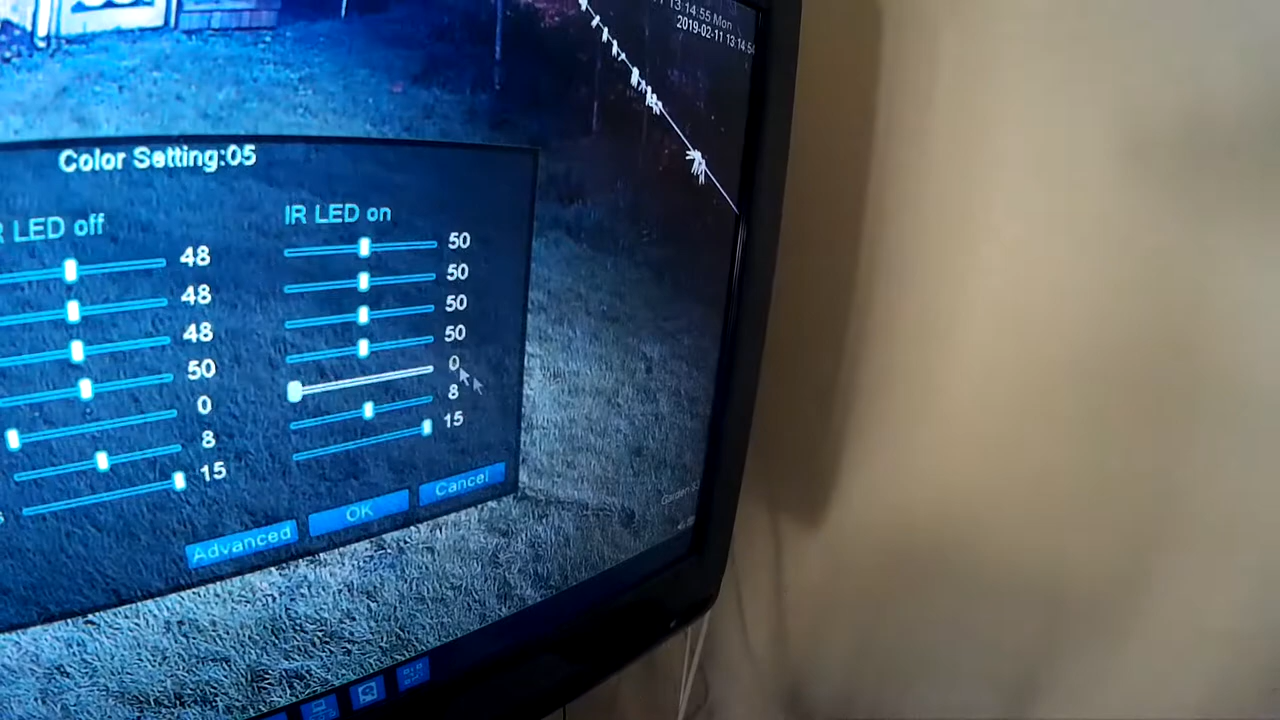 13:14:55 Mon
2019-02-11 13:14:54
Color Setting:05
R LED off
IR LED on
48
50
48
50
48
50
50
50
0
0
8
8
15
15
Advanced
OK
Cancel